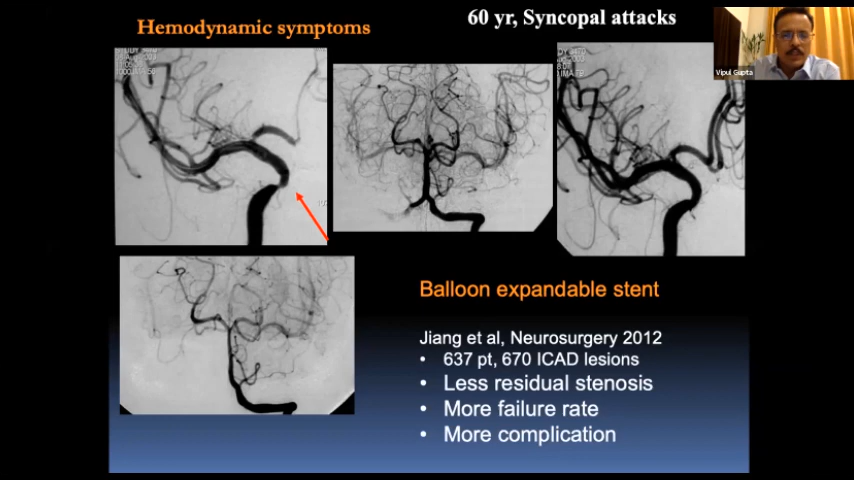 Hemodynamic symptoms
60 yr, Syncopal attacks
Vipul Gupta
Balloon expandable stent
Jiang et al, Neurosurgery 2012
• 637 pt, 670 ICAD lesions
• Less residual stenosis
• More failure rate
• More complication